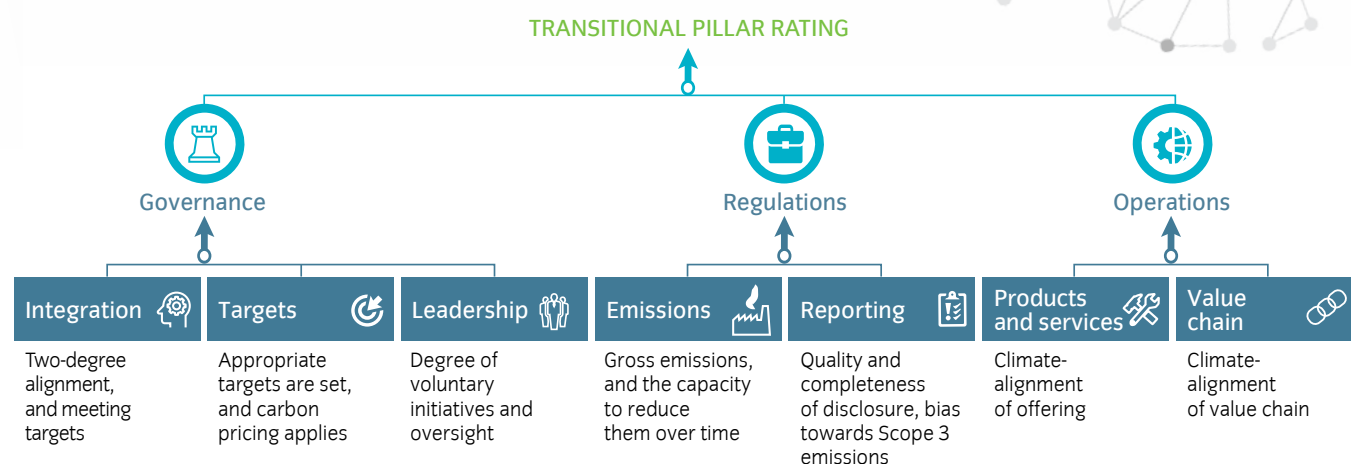 TRANSITIONAL PILLAR RATING
Governance
Regulations
Operations
Integration
Targets
Leadership
Emissions
Reporting
Products
and services
Value
chain
Two-degree
alignment,
and meeting
targets
Appropriate
targets are set,
and carbon
pricing applies
Degree of
voluntary
initiatives and
oversight
Gross emissions,
and the capacity
to reduce
them over time
Quality and
completeness
of disclosure, bias
towards Scope 3
emissions
Climate-
alignment
of offering
Climate-
alignment
of value chain